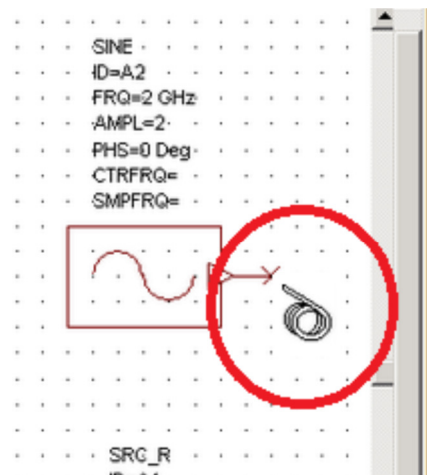 SINE
ID=A2
FRQ=2 GHz
AMPL=2
PHS=0 Deg
CTRFRQ=
SMPFRQ=
SRC_R